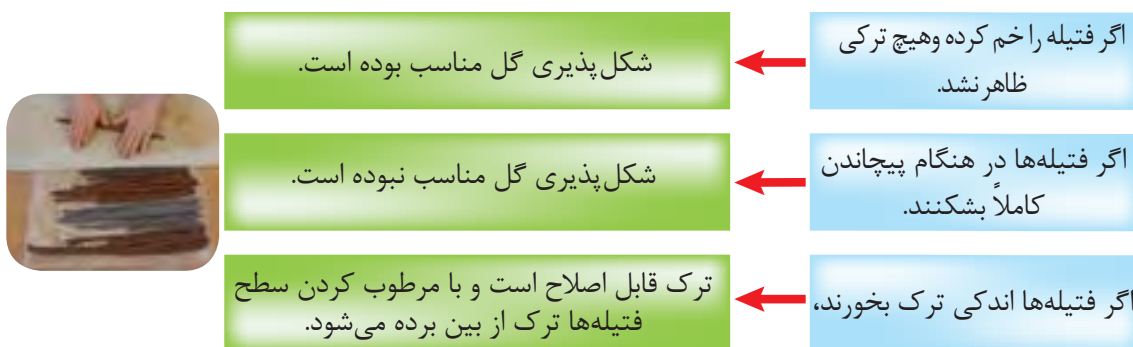 اگر فتیله را خم کرده وهیچ ترکی
ظاهرنشد.
شکل‌پذیری گل مناسب بوده است.
اگر فتیله‌ها در هنگام پیچاندن
کاملاً بشکنند.
شکل‌پذیری گل مناسب نبوده است.
اگر فتیله‌ها اندکی ترک بخورند،
ترک قابل اصلاح است و با مرطوب کردن سطح
فتیله‌ها ترک از بین برده می‌شود.